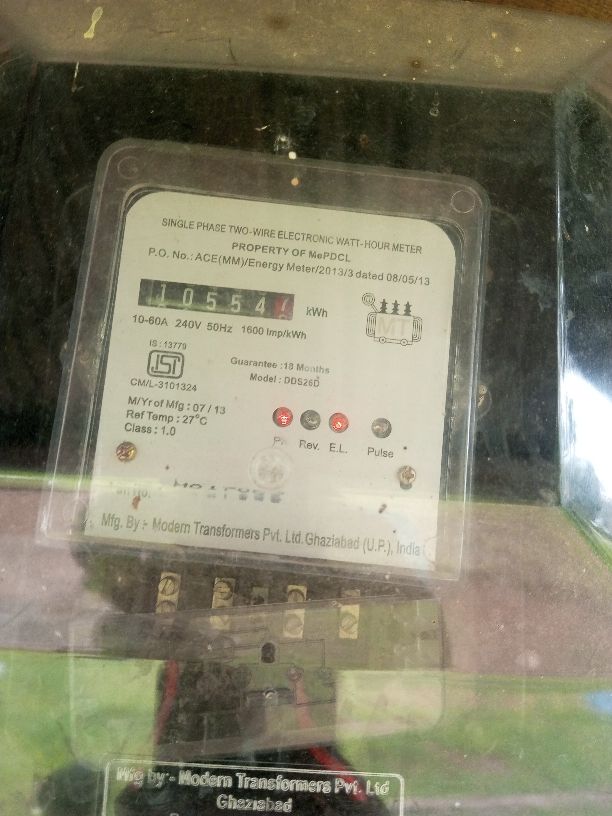 SINGLE PHASE TWO-WIRE ELECTRONIC WATT-HOUR METER
PROPERTY OF MePDCL
P.O. No.: ACE(MM)/Energy Meter/2013/3 dated 08/05/13
10554 kWh
10-60A 240V 50Hz 1600 Imp/kWh
MT
IS : 13779
ISI
CM/L-3101324
Guarantee :18 Months
Model : DDS26D
M/Yr of Mfg : 07 / 13
Ref Temp : 27°C
Class : 1.0
Rev. E.L. Pulse
Mfg. By :- Modern Transformers Pvt. Ltd. Ghaziabad (U.P.), India
Mfg by :- Modern Transformers Pvt. Ltd
Ghaziabad